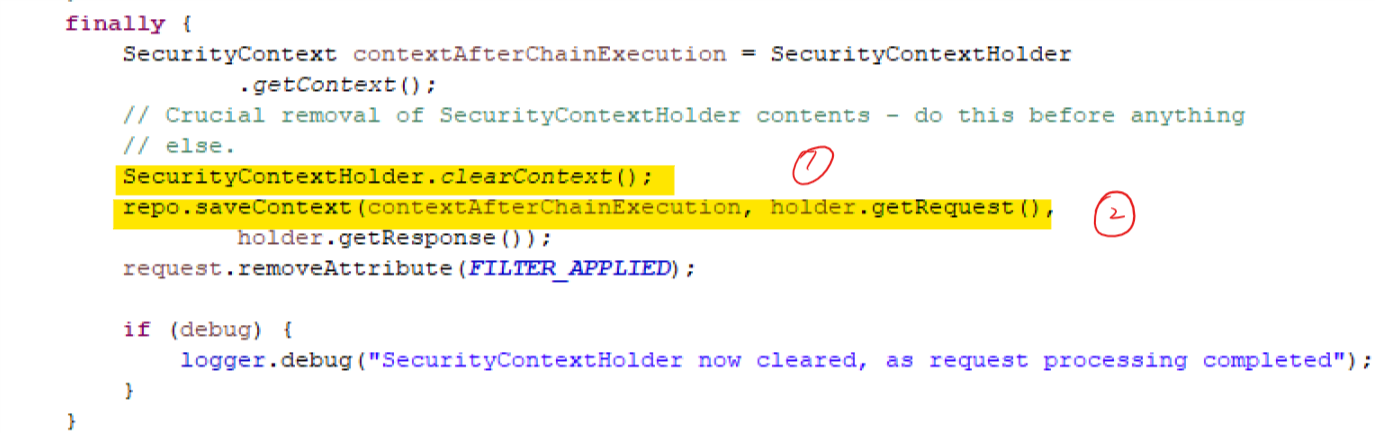 finally {
SecurityContext contextAfterChainExecution = SecurityContextHolder
.getContext();
// Crucial removal of SecurityContextHolder contents - do this before anything
// else.
SecurityContextHolder.clearContext(); 1
repo.saveContext(contextAfterChainExecution, holder.getRequest(), 2
holder.getResponse());
request.removeAttribute(FILTER_APPLIED);
if (debug) {
logger.debug("SecurityContextHolder now cleared, as request processing completed");
}
}